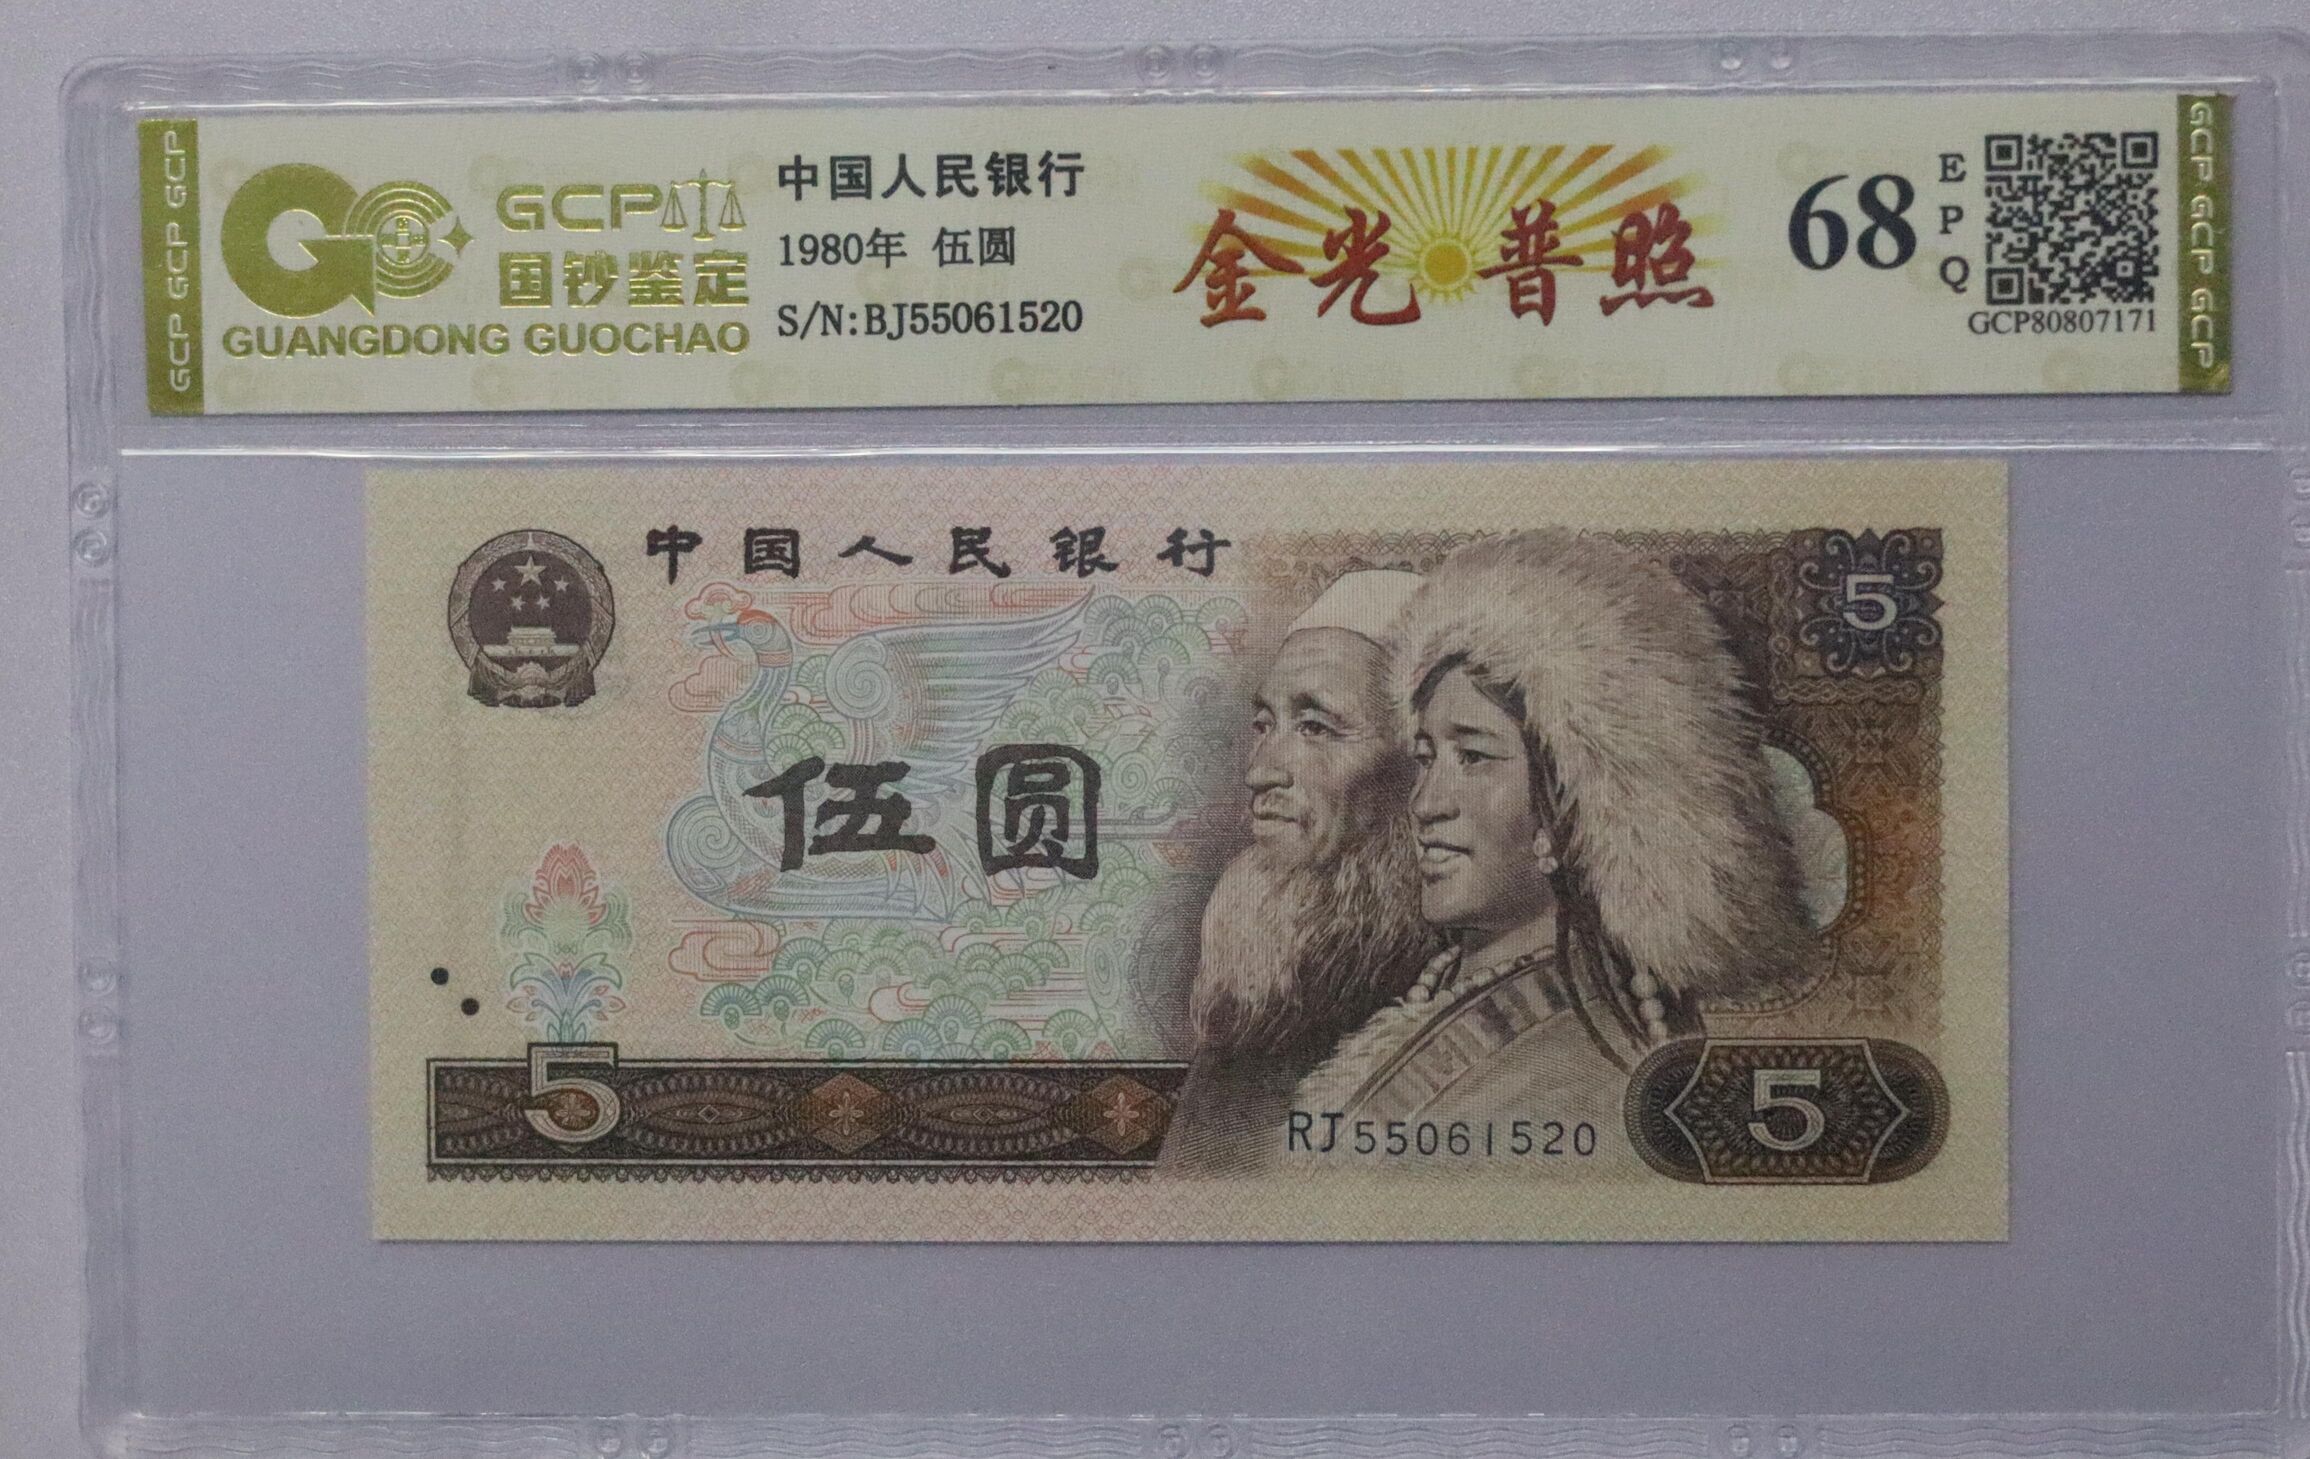 GCP GCP GCP
GCP
国钞鉴定
GUANGDONG GUOCHAO
中国人民银行
1980年 伍圆
S/N:BJ55061520
金光普照
68
E
P
Q
GCP80807171
GCP GCP GCP
中国人民银行
5
伍圆
5
RJ55061520
5